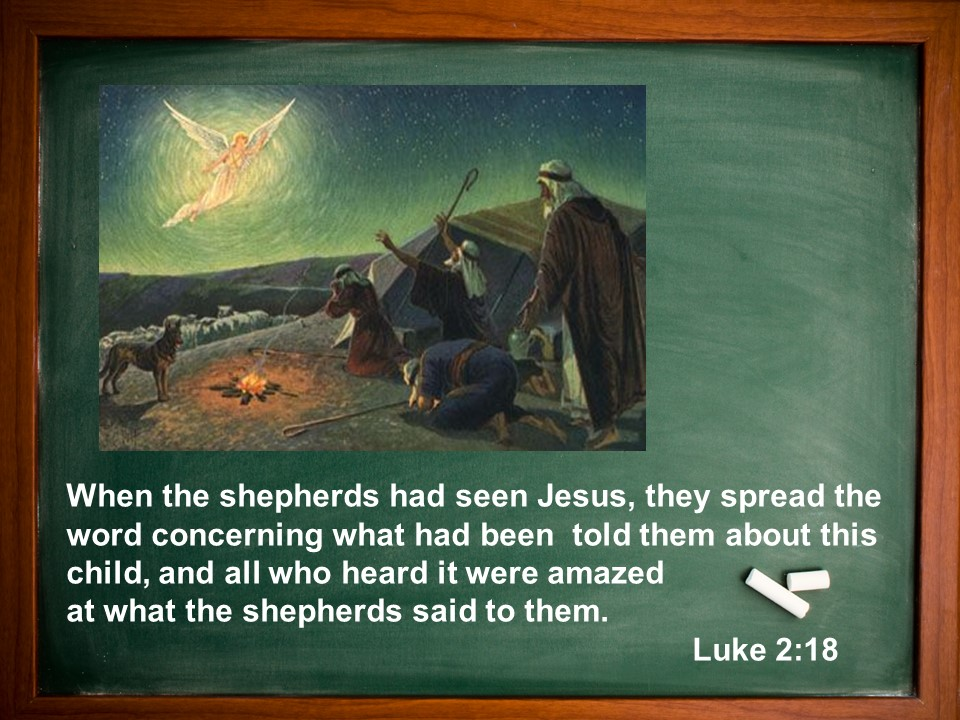 When the shepherds had seen Jesus, they spread the
word concerning what had been  told them about this
child, and all who heard it were amazed
at what the shepherds said to them.
Luke 2:18